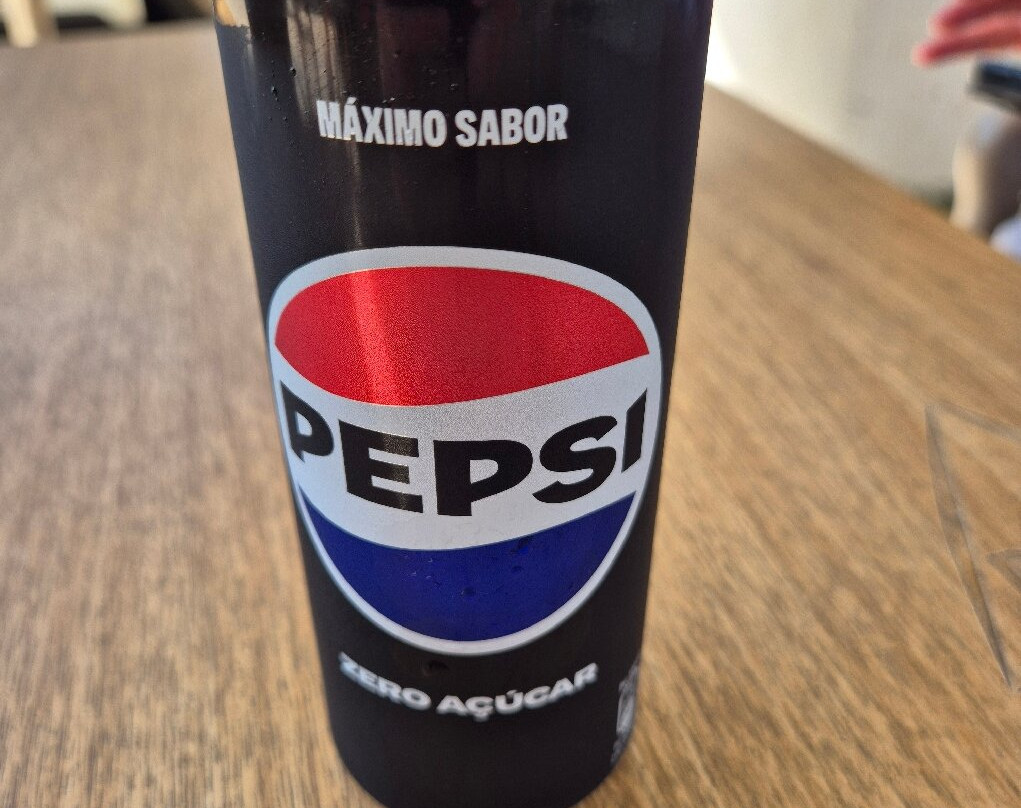 MÁXIMO SABOR
PEPSI
ZERO AÇÚCAR